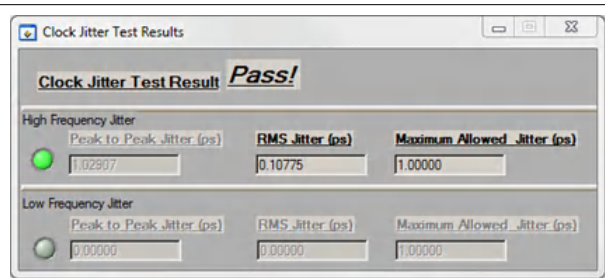 Clock Jitter Test Results
Clock Jitter Test Result Pass!
High Frequency Jitter
Peak to Peak Jitter (ps) RMS Jitter (ps) Maximum Allowed Jitter (ps)
1.02907 0.10775 1.00000
Low Frequency Jitter
Peak to Peak Jitter (ps) RMS Jitter (ps) Maximum Allowed Jitter (ps)
0.00000 0.00000 1.00000